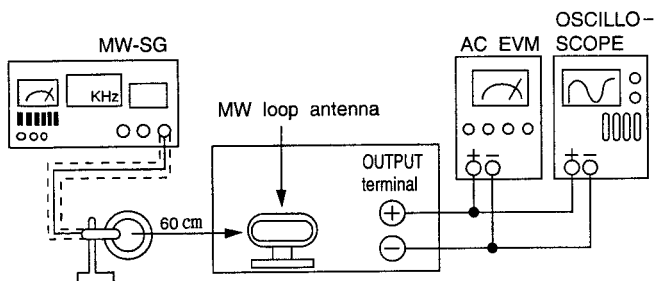 OSCILLO-
SCOPE
MW-SG
AC EVM
KHz
MW loop antenna
OUTPUT
terminal
+ −
+ −
+
−
60 cm